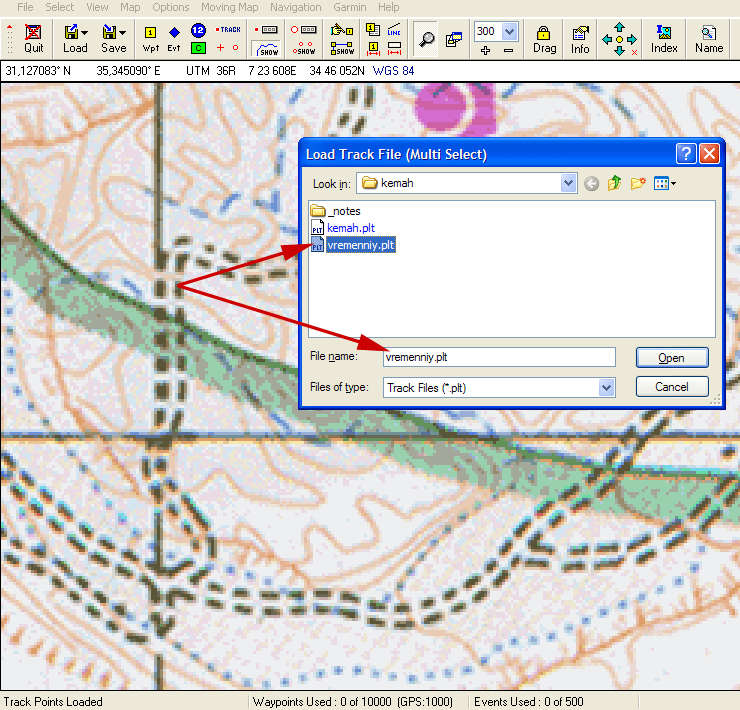 File Select View Map Options Moving Map Navigation Garmin Help
300
12
1
TRACK
Quit Load Save Wpt Evt C SHOW SHOW SHOW LINE Drag Info Index Name
31,127083° N 35,345090° E UTM 36R 7 23 608E 34 46 052N WGS 84
Load Track File (Multi Select)
Look in: kemah
_notes
PLT kemah.plt
PLT vremenniy.plt
File name: vremenniy.plt Open
Files of type: Track Files (*.plt) Cancel
Track Points Loaded Waypoints Used : 0 of 10000 (GPS:1000) Events Used : 0 of 500